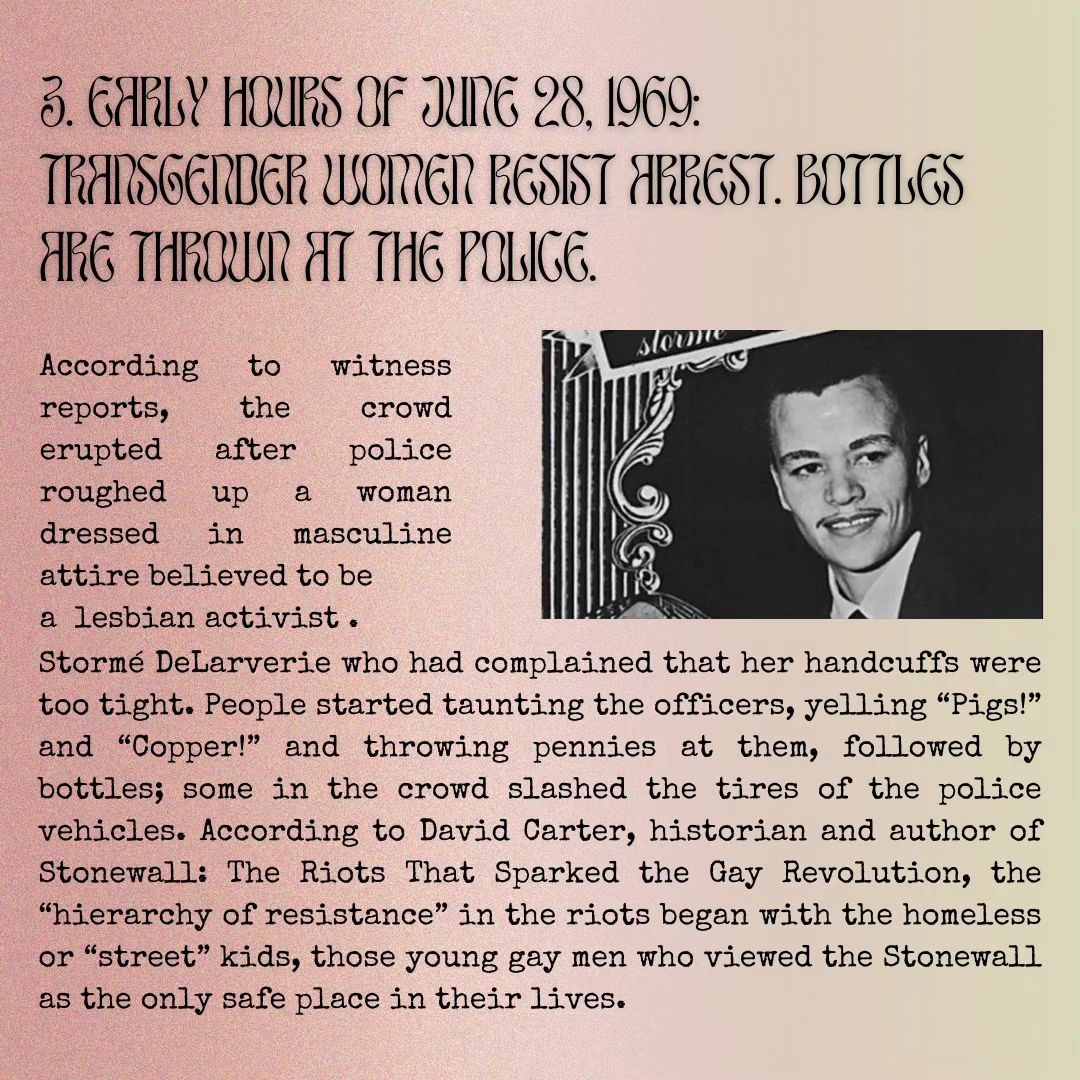 3. EARLY HOURS OF JUNE 28, 1969:
TRANSGENDER WOMEN RESIST ARREST. BOTTLES
ARE THROWN AT THE POLICE.
stormé
According to witness
reports, the crowd
erupted after police
roughed up a woman
dressed in masculine
attire believed to be
a lesbian activist .
Stormé DeLarverie who had complained that her handcuffs were
too tight. People started taunting the officers, yelling “Pigs!”
and “Copper!” and throwing pennies at them, followed by
bottles; some in the crowd slashed the tires of the police
vehicles. According to David Carter, historian and author of
Stonewall: The Riots That Sparked the Gay Revolution, the
“hierarchy of resistance” in the riots began with the homeless
or “street” kids, those young gay men who viewed the Stonewall
as the only safe place in their lives.